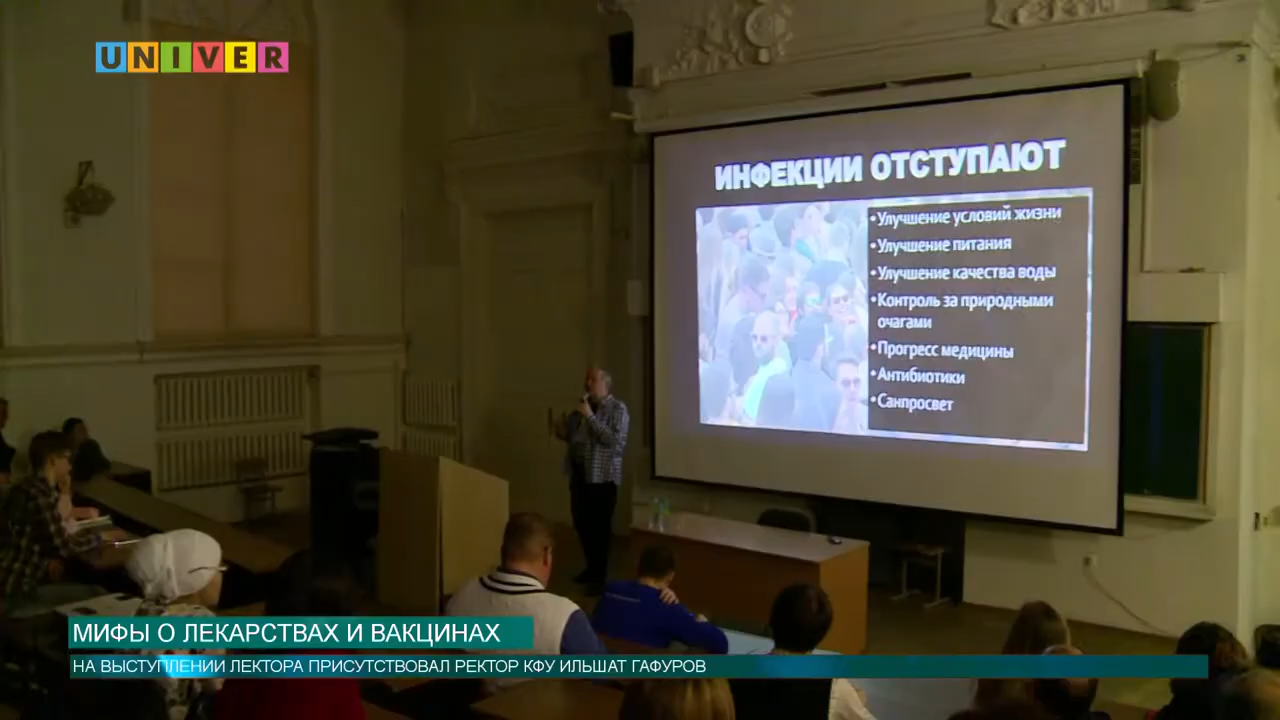 UNIVER
ИНФЕКЦИИ ОТСТУПАЮТ
•Улучшение условий жизни
•Улучшение питания
•Улучшение качества воды
•Контроль за природными
очагами
•Прогресс медицины
•Антибиотики
•Санпросвет
МИФЫ О ЛЕКАРСТВАХ И ВАКЦИНАХ
НА ВЫСТУПЛЕНИИ ЛЕКТОРА ПРИСУТСТВОВАЛ РЕКТОР КФУ ИЛЬШАТ ГАФУРОВ